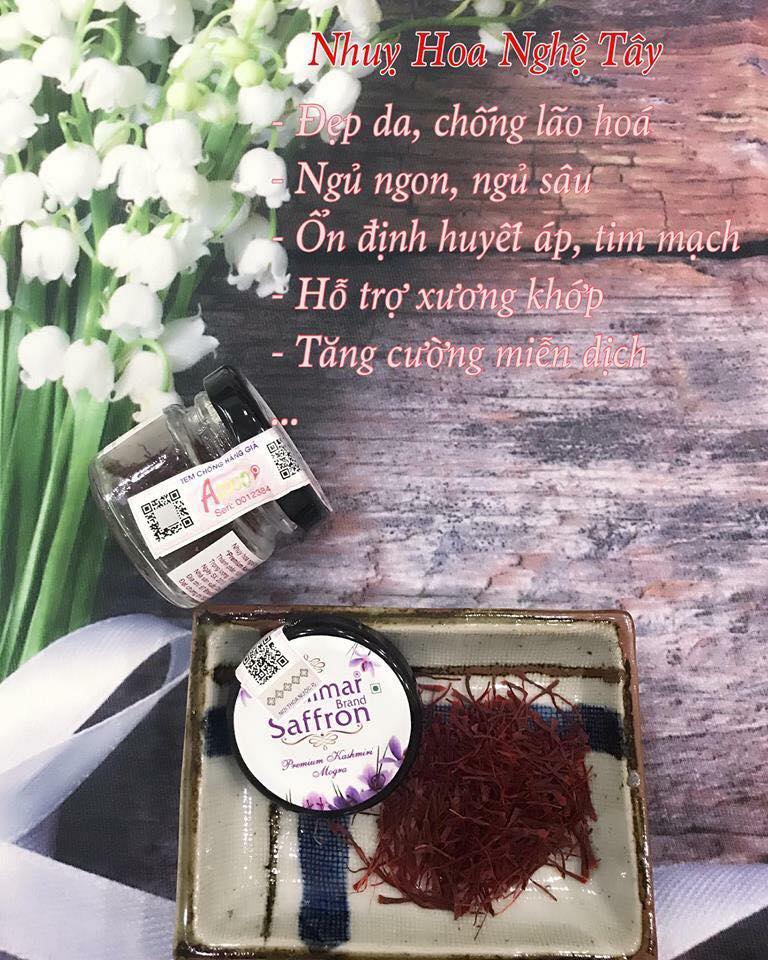 Nhuỵ Hoa Nghệ Tây
- Đẹp da, chống lão hoá
- Ngủ ngon, ngủ sâu
- Ổn định huyết áp, tim mạch
- Hỗ trợ xương khớp
- Tăng cường miễn dịch
...
TEM CHỐNG HÀNG GIẢ
Seri: 0012384
Brand
Saffron
Premium Kashmiri
Mogra